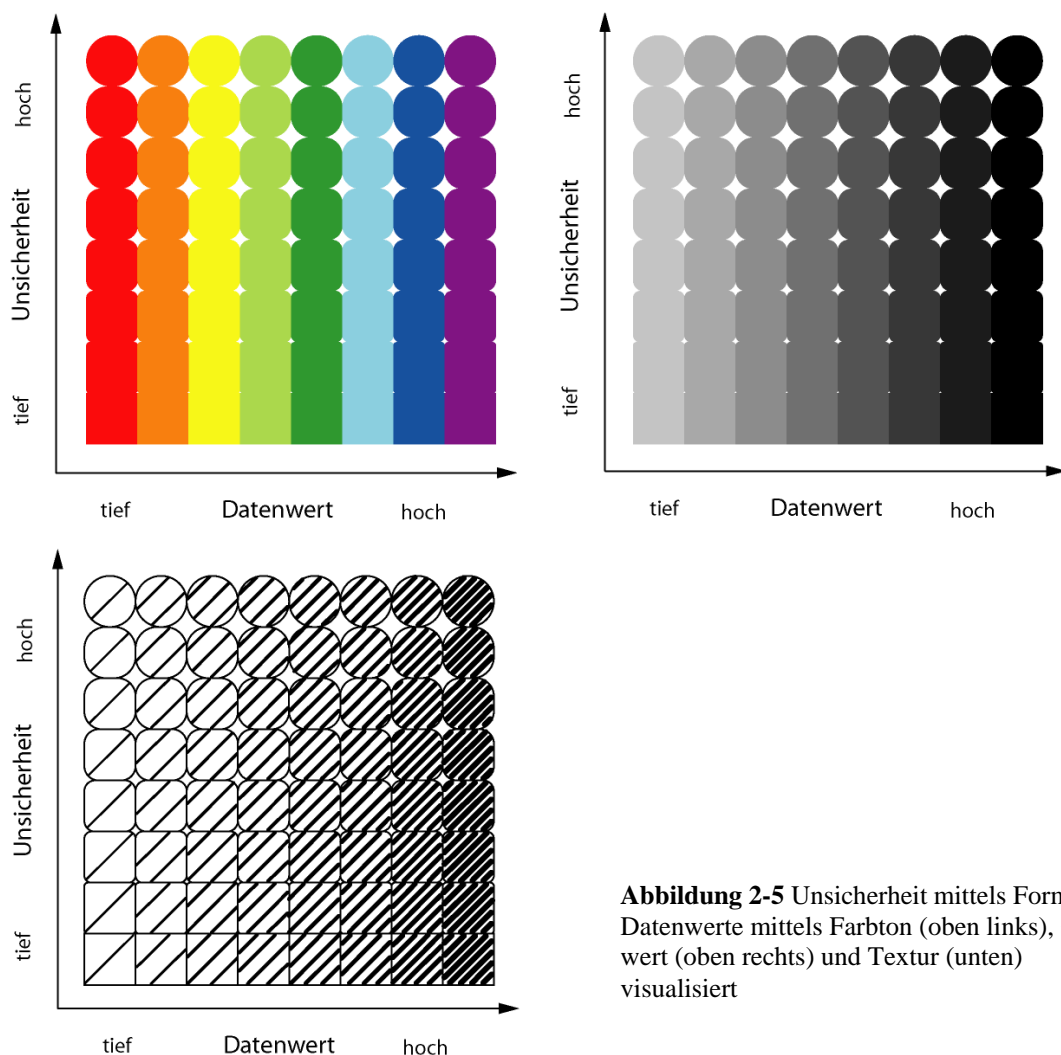 hoch
Unsicherheit
tief
tief Datenwert hoch
hoch
Unsicherheit
tief
tief Datenwert hoch
hoch
Unsicherheit
tief
tief Datenwert hoch
Abbildung 2-5 Unsicherheit mittels Form
Datenwerte mittels Farbton (oben links),
wert (oben rechts) und Textur (unten)
visualisiert